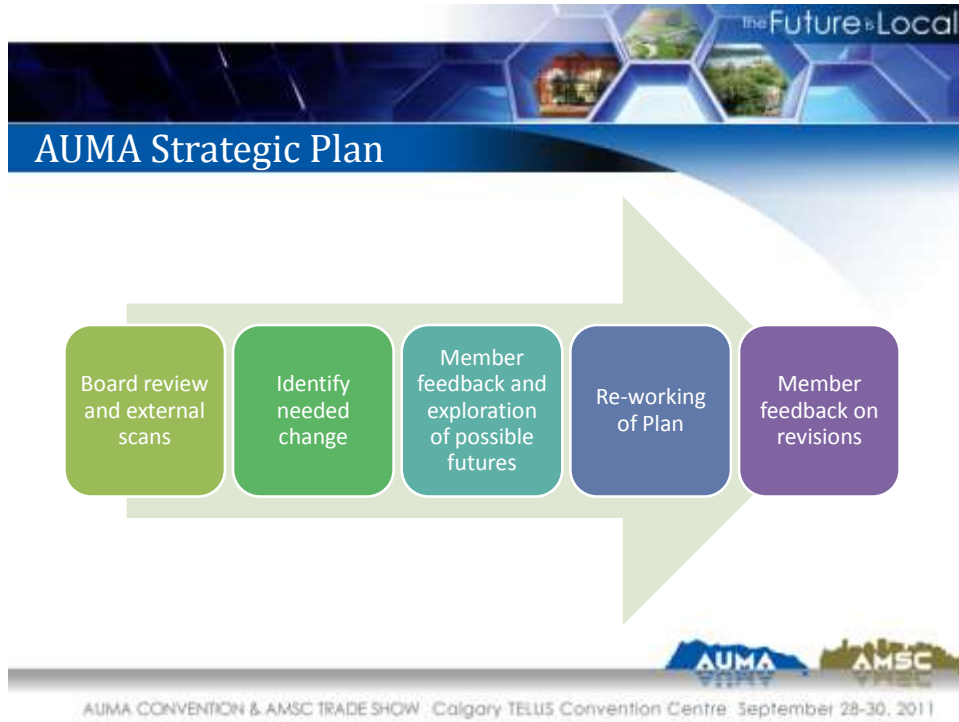 the Future is Local
AUMA Strategic Plan
Board review
and external
scans
Identify
needed
change
Member
feedback and
exploration
of possible
futures
Re-working
of Plan
Member
feedback on
revisions
AUMA AMSC
AUMA CONVENTION & AMSC TRADE SHOW Calgary TELUS Convention Centre September 28-30, 2011